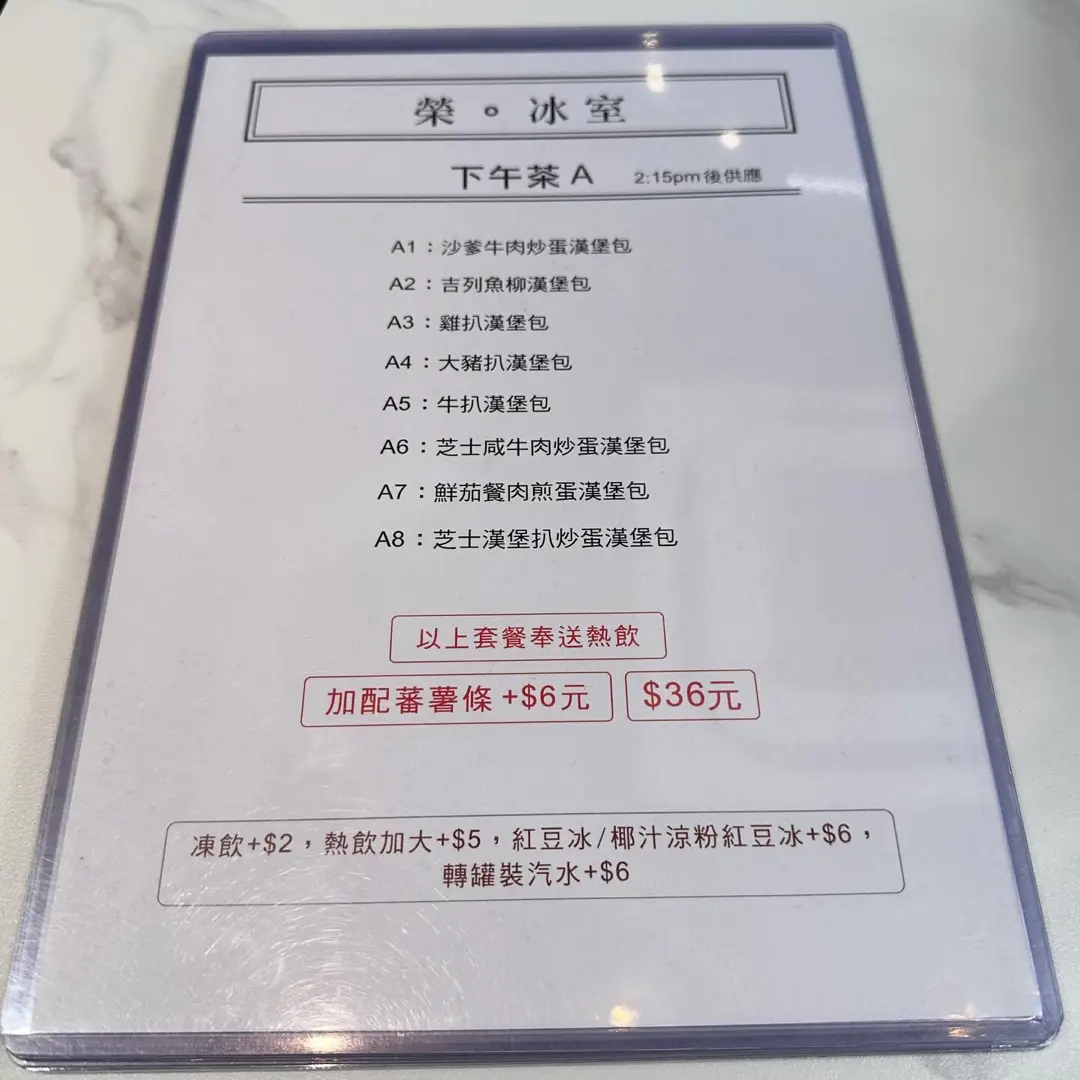 榮。冰室
下午茶 A 2:15pm 後供應
A1：沙爹牛肉炒蛋漢堡包
A2：吉列魚柳漢堡包
A3：雞扒漢堡包
A4：大豬扒漢堡包
A5：牛扒漢堡包
A6：芝士咸牛肉炒蛋漢堡包
A7：鮮茄餐肉煎蛋漢堡包
A8：芝士漢堡扒炒蛋漢堡包
以上套餐奉送熱飲
加配蕃薯條 +$6元 $36元
凍飲+$2，熱飲加大+$5，紅豆冰/椰汁涼粉紅豆冰+$6，
轉罐裝汽水+$6